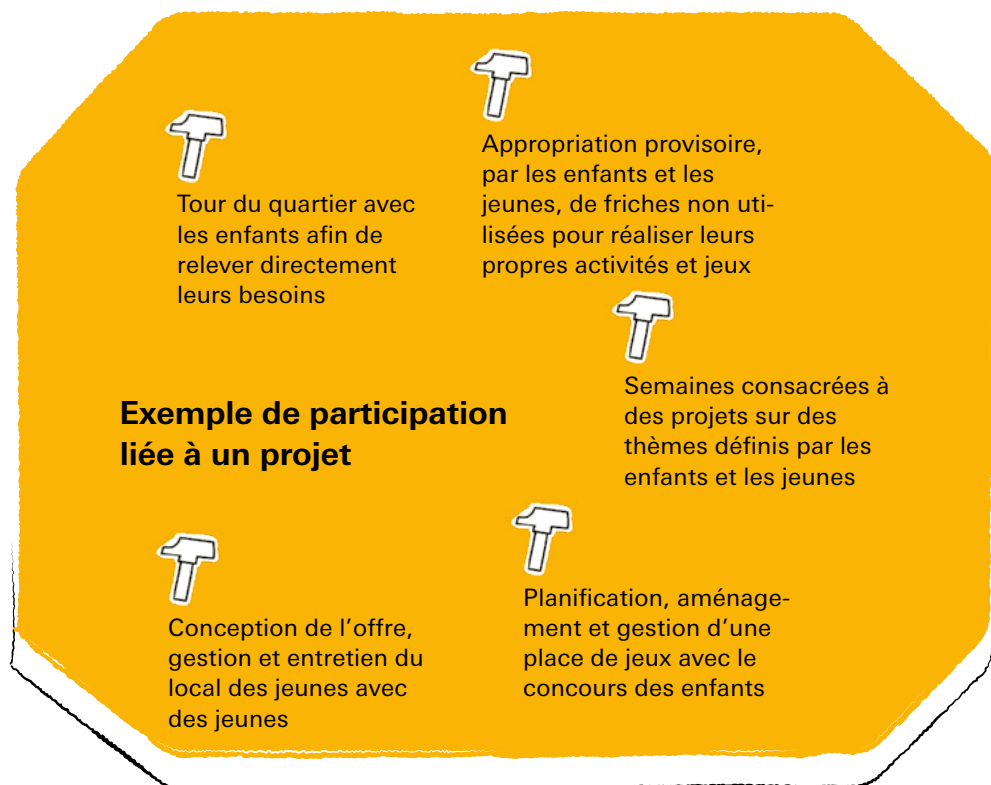 Appropriation provisoire,
par les enfants et les
jeunes, de friches non uti-
lisées pour réaliser leurs
propres activités et jeux
Tour du quartier avec
les enfants afin de
relever directement
leurs besoins
Semaines consacrées à
des projets sur des
thèmes définis par les
enfants et les jeunes
Exemple de participation
liée à un projet
Planification, aménage-
ment et gestion d’une
place de jeux avec le
concours des enfants
Conception de l’offre,
gestion et entretien du
local des jeunes avec
des jeunes